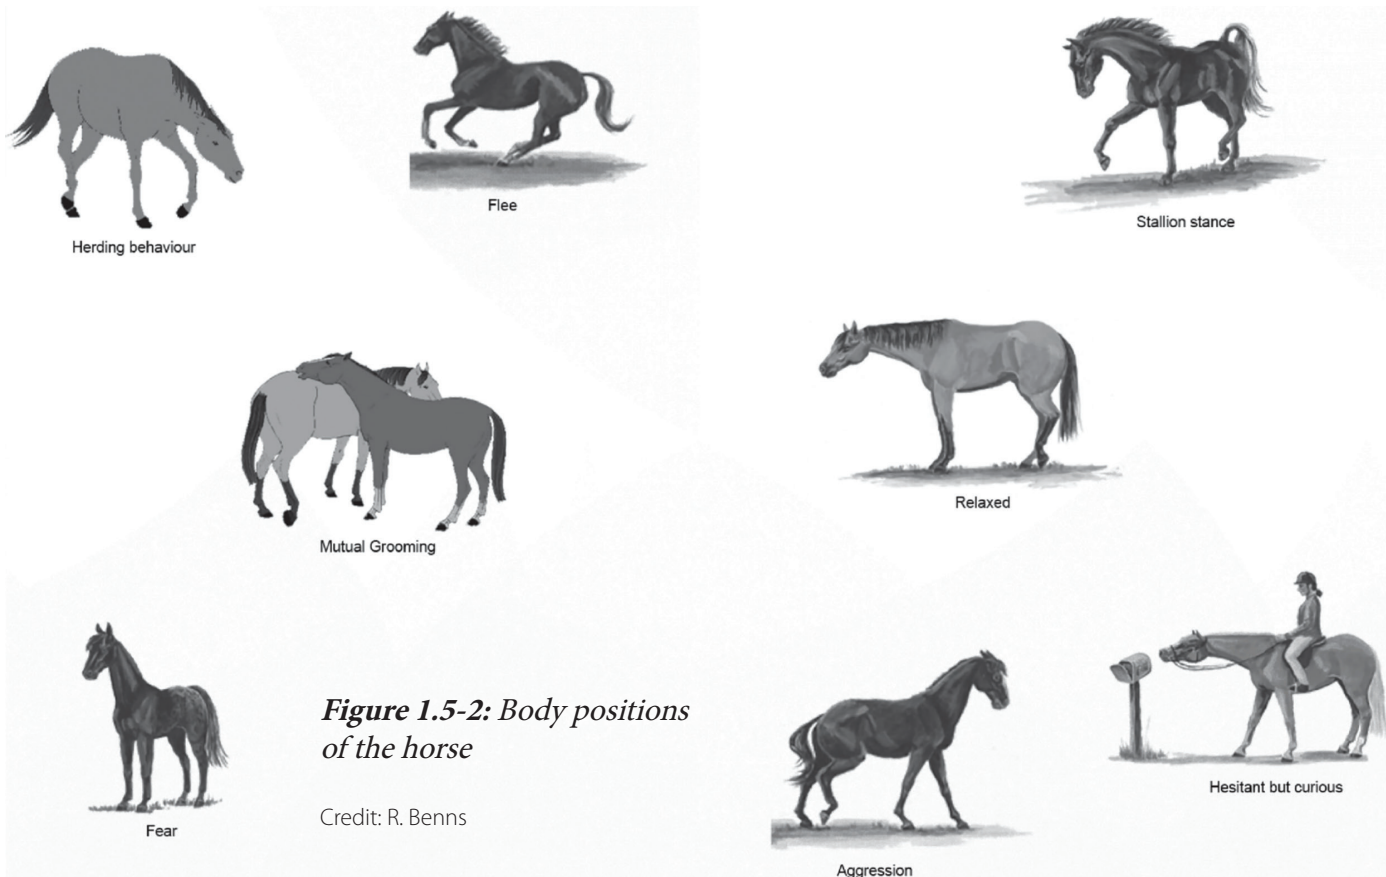 Herding behaviour
Flee
Stallion stance
Mutual Grooming
Relaxed
Fear
Figure 1.5-2: Body positions
of the horse
Credit: R. Benns
Aggression
Hesitant but curious